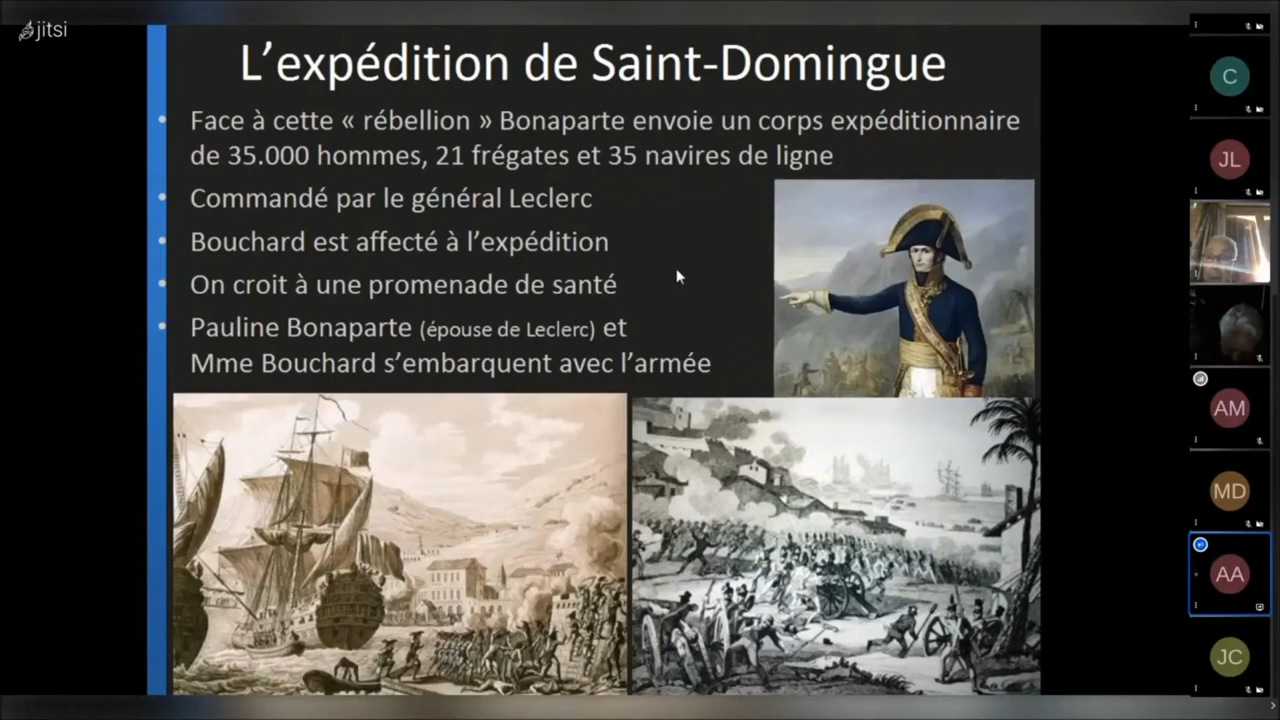 jitsi
L'expédition de Saint-Domingue
• Face à cette « rébellion » Bonaparte envoie un corps expéditionnaire
de 35.000 hommes, 21 frégates et 35 navires de ligne
• Commandé par le général Leclerc
• Bouchard est affecté à l'expédition
• On croit à une promenade de santé
• Pauline Bonaparte (épouse de Leclerc) et
Mme Bouchard s'embarquent avec l'armée
C
JL
AM
MD
AA
JC